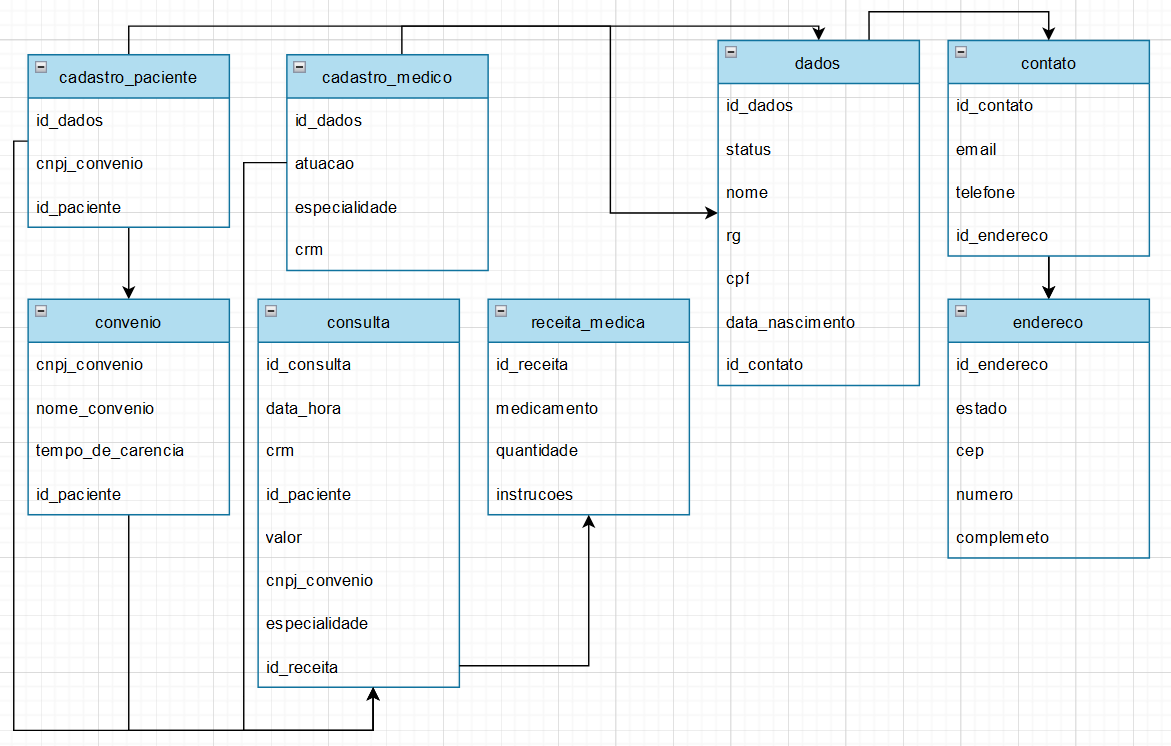 cadastro_paciente
id_dados
cnpj_convenio
id_paciente
cadastro_medico
id_dados
atuacao
especialidade
crm
dados
id_dados
status
nome
rg
cpf
data_nascimento
id_contato
contato
id_contato
email
telefone
id_endereco
convenio
cnpj_convenio
nome_convenio
tempo_de_carencia
id_paciente
consulta
id_consulta
data_hora
crm
id_paciente
valor
cnpj_convenio
especialidade
id_receita
receita_medica
id_receita
medicamento
quantidade
instrucoes
endereco
id_endereco
estado
cep
numero
complemeto